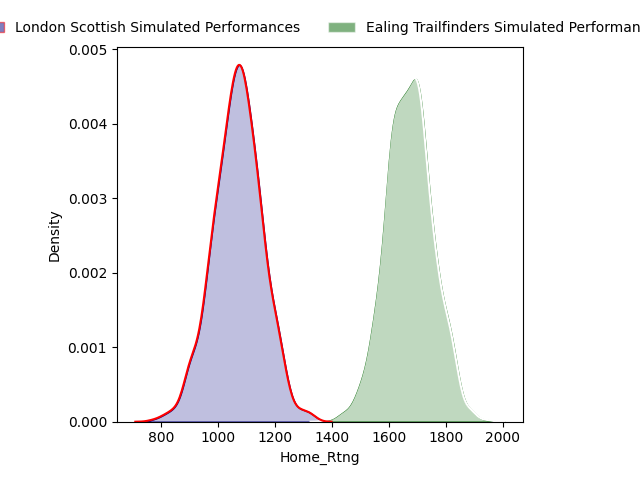 London Scottish Simulated Performances Ealing Trailfinders Simulated Performan
0.005
0.004
0.003
0.002
0.001
0.000
Density
800 1000 1200 1400 1600 1800 2000
Home_Rtng